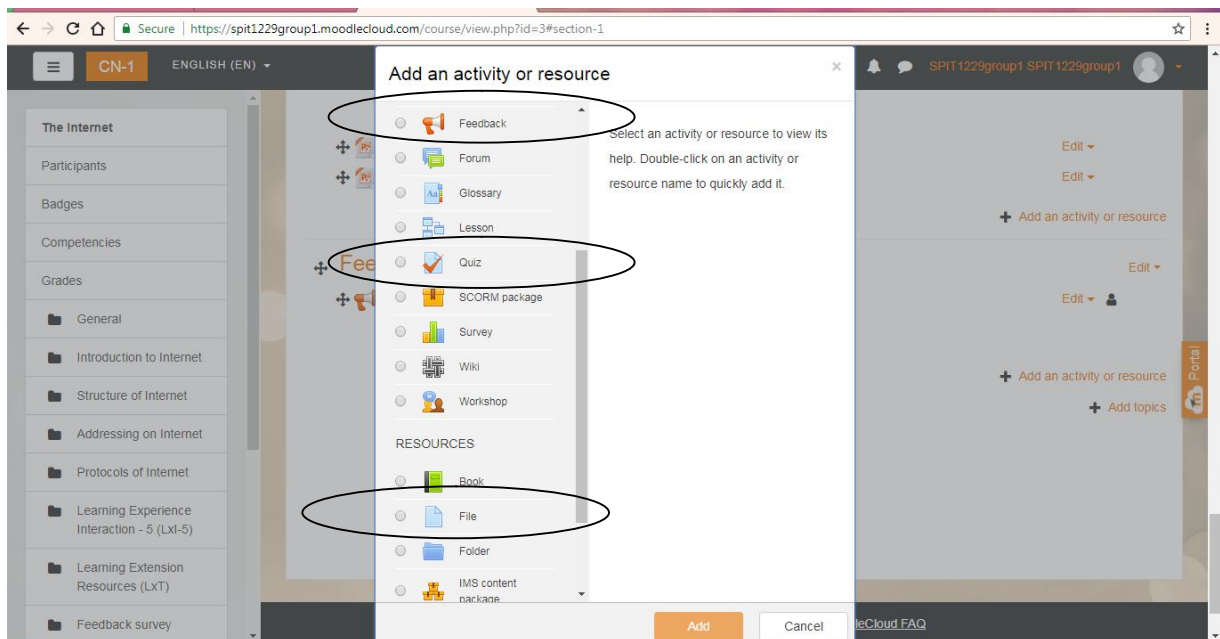 Secure | https://spit1229group1.moodlecloud.com/course/view.php?id=3#section-1
CN-1 ENGLISH (EN)
SPIT1229group1 SPIT1229group1
The Internet
Participants
Badges
Competencies
Grades
General
Introduction to Internet
Structure of Internet
Addressing on Internet
Protocols of Internet
Learning Experience
Interaction - 5 (LxI-5)
Learning Extension
Resources (LxT)
Feedback survey
Fee
Add an activity or resource
×
Feedback
Forum
Glossary
Lesson
Quiz
SCORM package
Survey
Wiki
Workshop
RESOURCES
Book
File
Folder
IMS content
package
Select an activity or resource to view its
help. Double-click on an activity or
resource name to quickly add it.
Add
Cancel
Edit
Edit
Add an activity or resource
Edit
Edit
Add an activity or resource
Add topics
Portal
leCloud FAQ